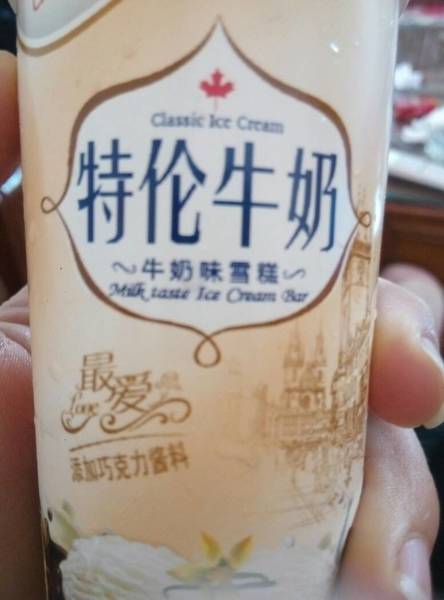 Classic Ice Cream
特伦牛奶
牛奶味雪糕
Milk taste Ice Cream Bar
最爱
Love
添加巧克力酱料